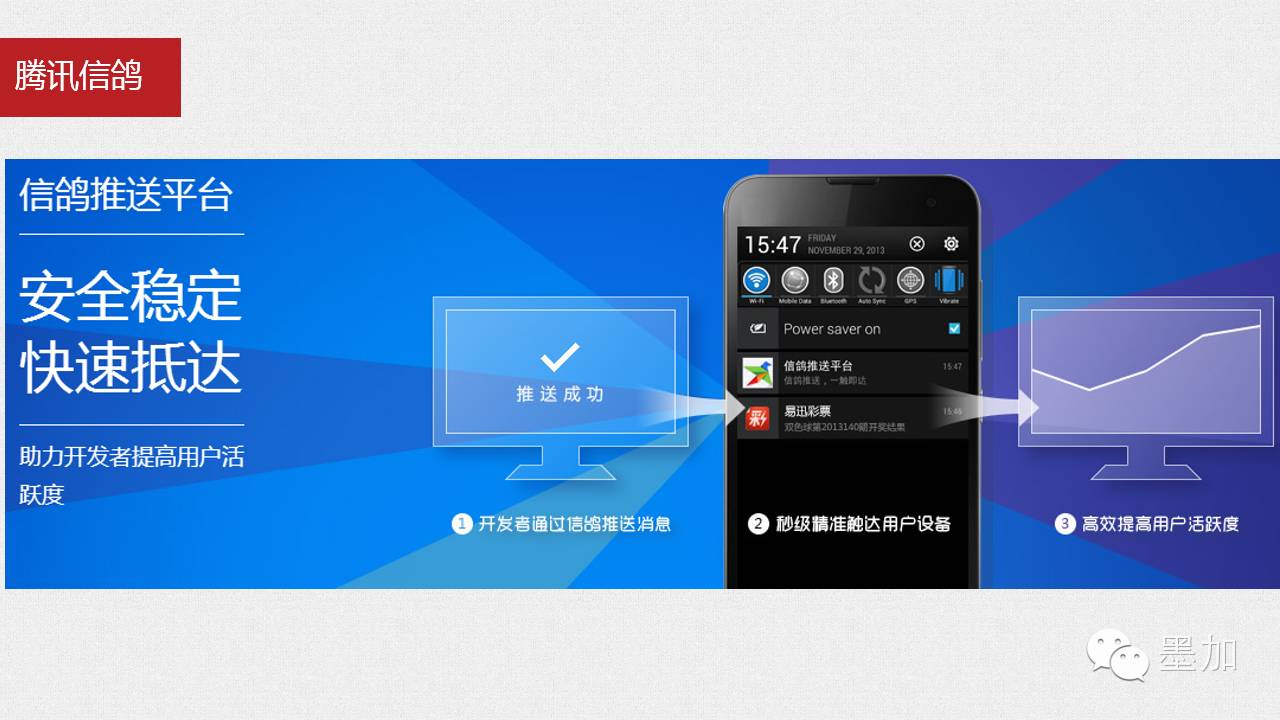 腾讯信鸽
信鸽推送平台
安全稳定
快速抵达
助力开发者提高用户活
跃度
推送成功
1 开发者通过信鸽推送消息
15:47
FRIDAY
NOVEMBER 29, 2013
Wi-Fi
Mobile Data
Bluetooth
Auto Sync
GPS
Vibrate
Power saver on
信鸽推送平台
15:47
信鸽推送，一触即达
易迅彩票
15:46
双色球第2013140期开奖结果
彩
2 秒级精准触达用户设备
3 高效提高用户活跃度
墨加